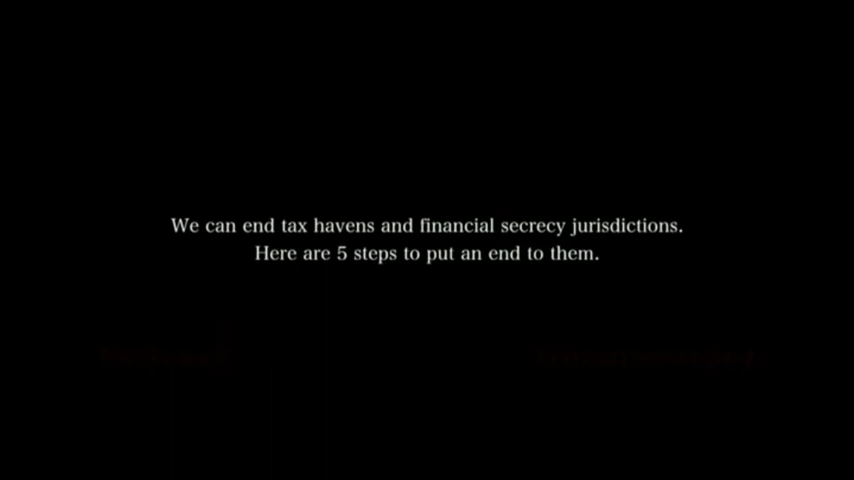 We can end tax havens and financial secrecy jurisdictions.
Here are 5 steps to put an end to them.